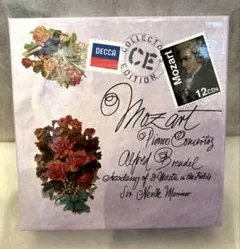 DECCA
COLLECTORS
CE
EDITION
Mozart
12CDs
Mozart
Piano Concertos
Alfred Brendel
Academy of St Martin in the Fields
Sir Neville Marriner